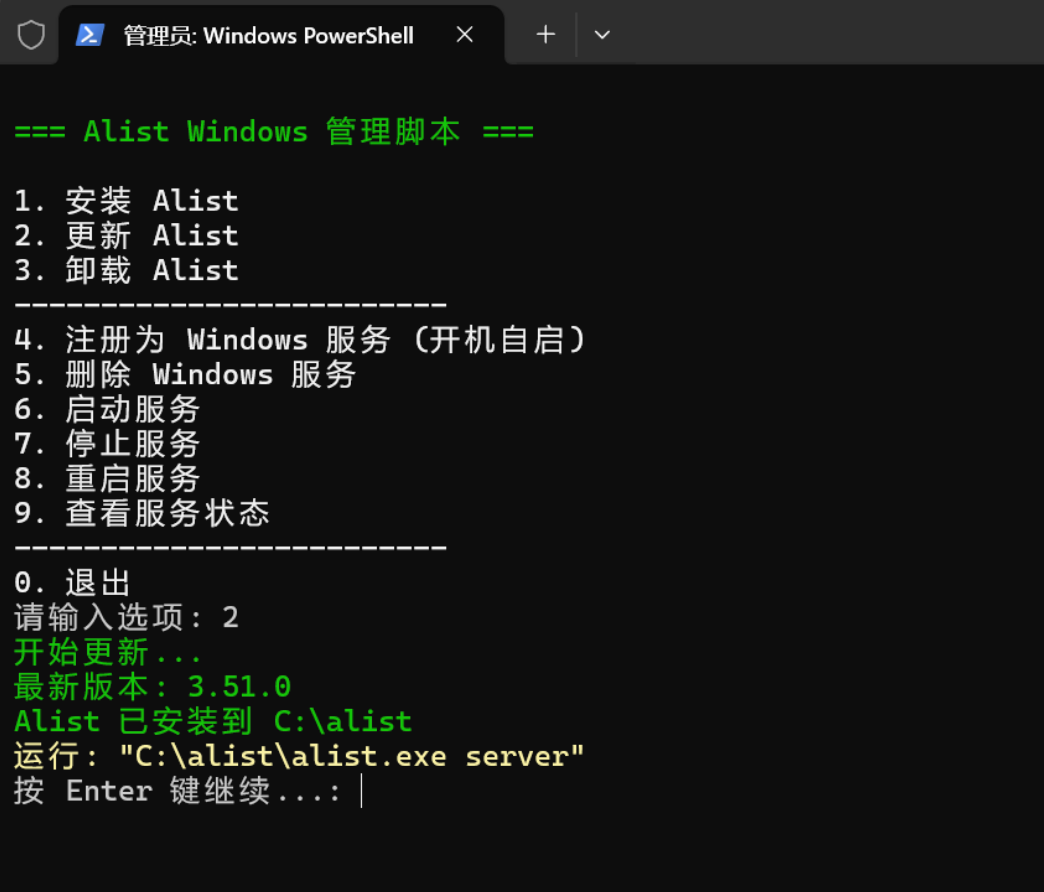 管理员: Windows PowerShell
=== Alist Windows 管理脚本 ===
1. 安装 Alist
2. 更新 Alist
3. 卸载 Alist
-------------------------
4. 注册为 Windows 服务 (开机自启)
5. 删除 Windows 服务
6. 启动服务
7. 停止服务
8. 重启服务
9. 查看服务状态
-------------------------
0. 退出
请输入选项: 2
开始更新...
最新版本: 3.51.0
Alist 已安装到 C:\alist
运行: "C:\alist\alist.exe server"
按 Enter 键继续...: